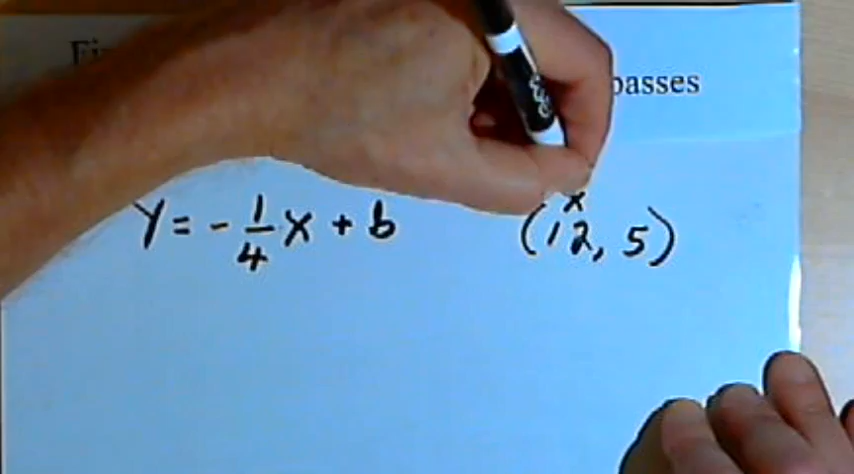 passes
x
y = - 1/4 x + b (12, 5)